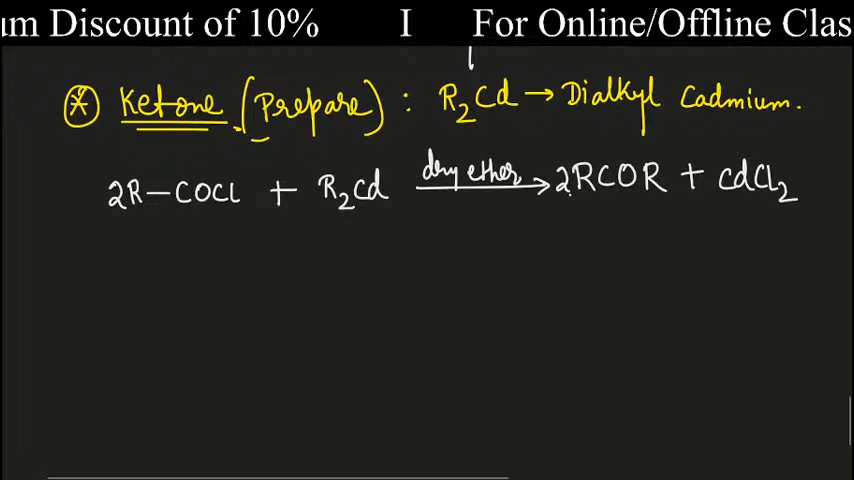 um Discount of 10% I For Online/Offline Clas
* Ketone (Prepare) : R₂Cd → Dialkyl Cadmium.
2R—COCl + R₂Cd dry ether → 2RCOR + CdCl₂